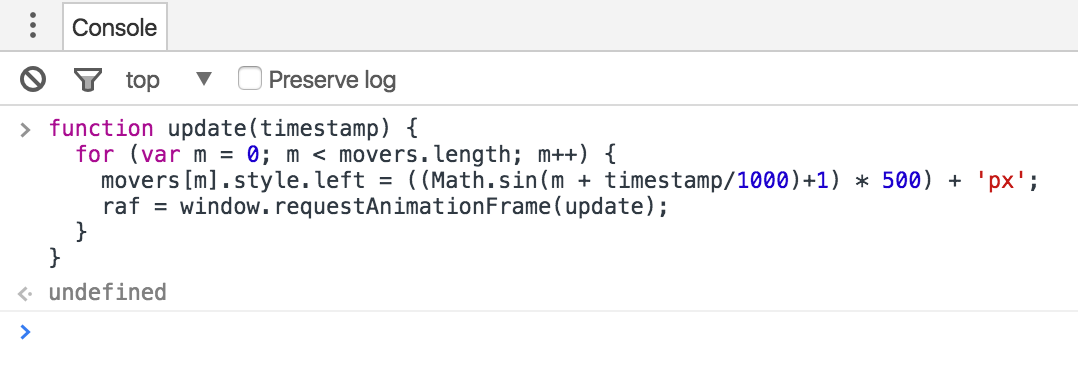 Console
top Preserve log
function update(timestamp) {
  for (var m = 0; m < movers.length; m++) {
    movers[m].style.left = ((Math.sin(m + timestamp/1000)+1) * 500) + 'px';
    raf = window.requestAnimationFrame(update);
  }
}
undefined